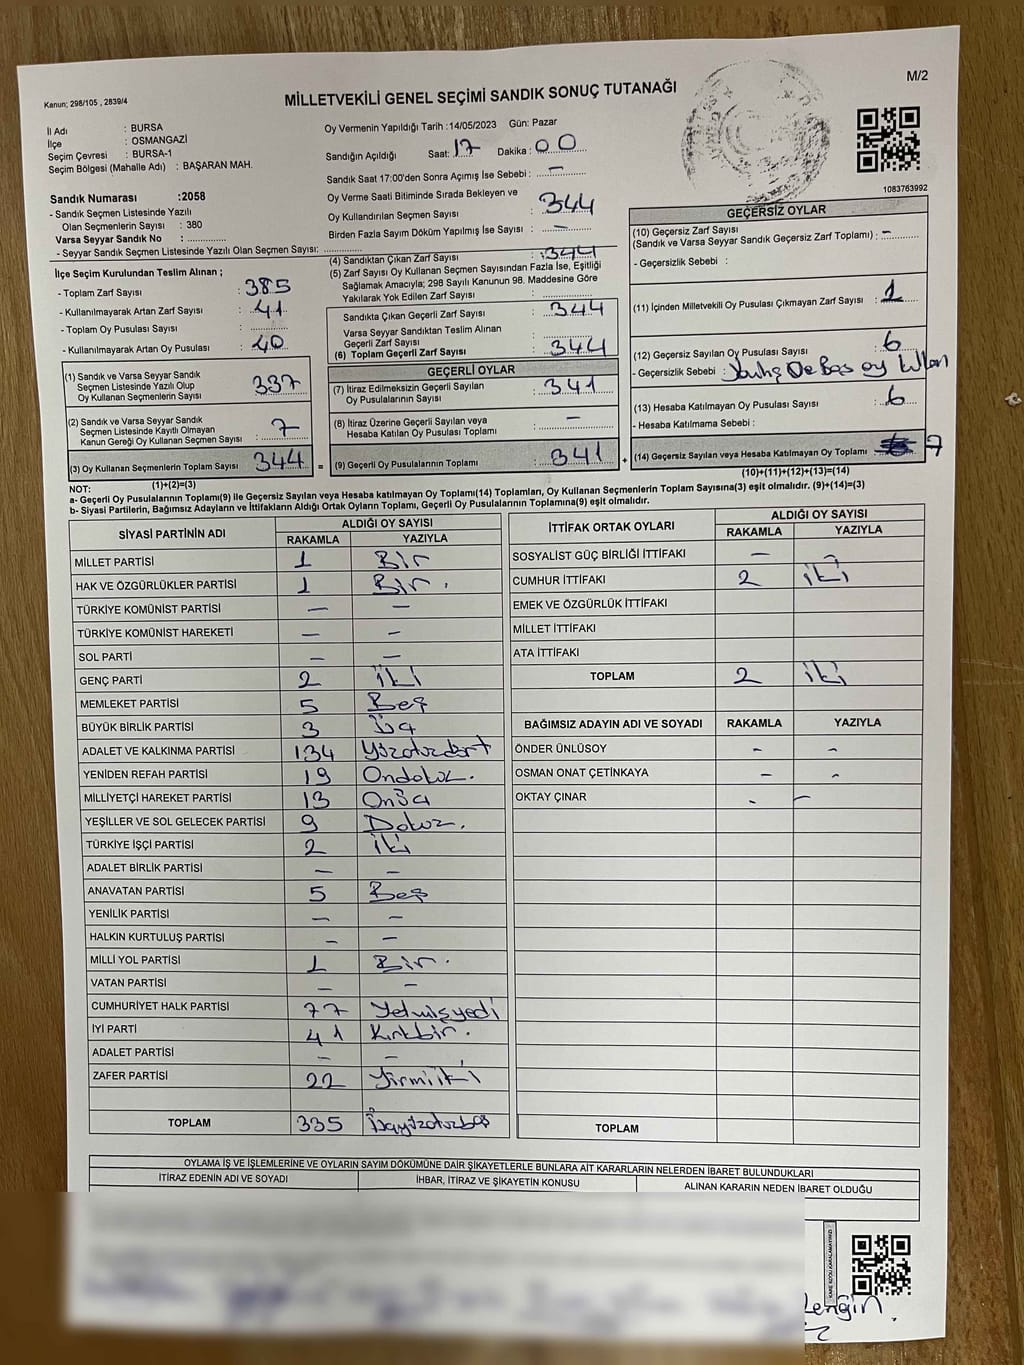 Kanun; 298/105 , 2839/4
MİLLETVEKİLİ GENEL SEÇİMİ SANDIK SONUÇ TUTANAĞI
M/2
İl Adı : BURSA
İlçe : OSMANGAZİ
Seçim Çevresi : BURSA-1
Seçim Bölgesi (Mahalle Adı) : BAŞARAN MAH.
Sandık Numarası :2058
- Sandık Seçmen Listesinde Yazılı
Olan Seçmenlerin Sayısı : 380
Varsa Seyyar Sandık No :
- Seyyar Sandık Seçmen Listesinde Yazılı Olan Seçmen Sayısı:
Oy Vermenin Yapıldığı Tarih :14/05/2023 Gün: Pazar
Sandığın Açıldığı Saat: 17 Dakika : 00
Sandık Saat 17:00'den Sonra Açımış İse Sebebi : -
Oy Verme Saati Bitiminde Sırada Bekleyen ve
Oy Kullandırılan Seçmen Sayısı : 344
Birden Fazla Sayım Döküm Yapılmış İse Sayısı : -
1083763992
İlçe Seçim Kurulundan Teslim Alınan ;
- Toplam Zarf Sayısı : 385
- Kullanılmayarak Artan Zarf Sayısı : 41
- Toplam Oy Pusulası Sayısı :
- Kullanılmayarak Artan Oy Pusulası : 40
(1) Sandık ve Varsa Seyyar Sandık
Seçmen Listesinde Yazılı Olup
Oy Kullanan Seçmenlerin Sayısı : 337
(2) Sandık ve Varsa Seyyar Sandık
Seçmen Listesinde Kayıtlı Olmayan
Kanun Gereği Oy Kullanan Seçmen Sayısı : 7
(3) Oy Kullanan Seçmenlerin Toplam Sayısı 344 =
(1)+(2)=(3)
(4) Sandıktan Çıkan Zarf Sayısı : 344
(5) Zarf Sayısı Oy Kullanan Seçmen Sayısından Fazla İse, Eşitliği
Sağlamak Amacıyla; 298 Sayılı Kanunun 98. Maddesine Göre
Yakılarak Yok Edilen Zarf Sayısı :
Sandıkta Çıkan Geçerli Zarf Sayısı : 344
Varsa Seyyar Sandıktan Teslim Alınan
Geçerli Zarf Sayısı :
(6) Toplam Geçerli Zarf Sayısı : 344
GEÇERLİ OYLAR
(7) İtiraz Edilmeksizin Geçerli Sayılan
Oy Pusulalarının Sayısı : 341
(8) İtiraz Üzerine Geçerli Sayılan veya
Hesaba Katılan Oy Pusulası Toplamı : -
(9) Geçerli Oy Pusulalarının Toplamı : 341 +
GEÇERSİZ OYLAR
(10) Geçersiz Zarf Sayısı
(Sandık ve Varsa Seyyar Sandık Geçersiz Zarf Toplamı) : -
- Geçersizlik Sebebi :
(11) İçinden Milletvekili Oy Pusulası Çıkmayan Zarf Sayısı : 1
(12) Geçersiz Sayılan Oy Pusulası Sayısı : 6
- Geçersizlik Sebebi :
(13) Hesaba Katılmayan Oy Pusulası Sayısı : 6
- Hesaba Katılmama Sebebi :
(14) Geçersiz Sayılan veya Hesaba Katılmayan Oy Toplamı : 7
(10)+(11)+(12)+(13)=(14)
NOT:
a- Geçerli Oy Pusulalarının Toplamı(9) ile Geçersiz Sayılan veya Hesaba katılmayan Oy Toplamı(14) Toplamları, Oy Kullanan Seçmenlerin Toplam Sayısına(3) eşit olmalıdır. (9)+(14)=(3)
b- Siyasi Partilerin, Bağımsız Adayların ve İttifakların Aldığı Ortak Oyların Toplamı, Geçerli Oy Pusulalarının Toplamına(9) eşit olmalıdır.
SİYASİ PARTİNİN ADI ALDIĞI OY SAYISI
RAKAMLA YAZIYLA
MİLLET PARTİSİ 1 Bir
HAK VE ÖZGÜRLÜKLER PARTİSİ 1 Bir.
TÜRKİYE KOMÜNİST PARTİSİ - -
TÜRKİYE KOMÜNİST HAREKETİ - -
SOL PARTİ - -
GENÇ PARTİ 2 iki
MEMLEKET PARTİSİ 5 Beş
BÜYÜK BİRLİK PARTİSİ 3 Üç
ADALET VE KALKINMA PARTİSİ 134 Yüzotuzdört
YENİDEN REFAH PARTİSİ 19 Ondokuz.
MİLLİYETÇİ HAREKET PARTİSİ 13 Onüç
YEŞİLLER VE SOL GELECEK PARTİSİ 9 Dokuz.
TÜRKİYE İŞÇİ PARTİSİ 2 iki
ADALET BİRLİK PARTİSİ - -
ANAVATAN PARTİSİ 5 Beş
YENİLİK PARTİSİ - -
HALKIN KURTULUŞ PARTİSİ - -
MİLLİ YOL PARTİSİ 1 Bir.
VATAN PARTİSİ - -
CUMHURİYET HALK PARTİSİ 77 Yetmişyedi
İYİ PARTİ 41 Kırkbir.
ADALET PARTİSİ - -
ZAFER PARTİSİ 22 Yirmiiki
TOPLAM 335 Üçyüzotuzbeş
İTTİFAK ORTAK OYLARI ALDIĞI OY SAYISI
RAKAMLA YAZIYLA
SOSYALİST GÜÇ BİRLİĞİ İTTİFAKI - -
CUMHUR İTTİFAKI 2 iki
EMEK VE ÖZGÜRLÜK İTTİFAKI
MİLLET İTTİFAKI
ATA İTTİFAKI
TOPLAM 2 iki
BAĞIMSIZ ADAYIN ADI VE SOYADI RAKAMLA YAZIYLA
ÖNDER ÜNLÜSOY - -
OSMAN ONAT ÇETİNKAYA - -
OKTAY ÇINAR - -
TOPLAM
OYLAMA İŞ VE İŞLEMLERİNE VE OYLARIN SAYIM DÖKÜMÜNE DAİR ŞİKAYETLERLE BUNLARA AİT KARARLARIN NELERDEN İBARET BULUNDUKLARI
İTİRAZ EDENİN ADI VE SOYADI İHBAR, İTİRAZ VE ŞİKAYETİN KONUSU ALINAN KARARIN NEDEN İBARET OLDUĞU
KARE KODU KARALAMAYINIZ!